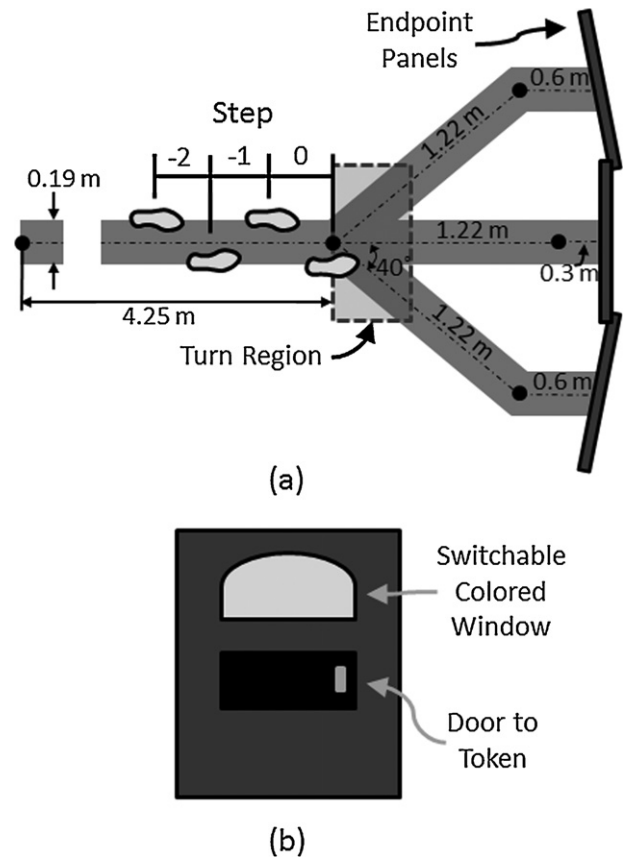 Endpoint
Panels
0.6 m
1.22 m
Step
-2 -1 0
0.19 m
1.22 m
0.3 m
40°
4.25 m
1.22 m
Turn Region
0.6 m
(a)
Switchable
Colored
Window
Door to
Token
(b)